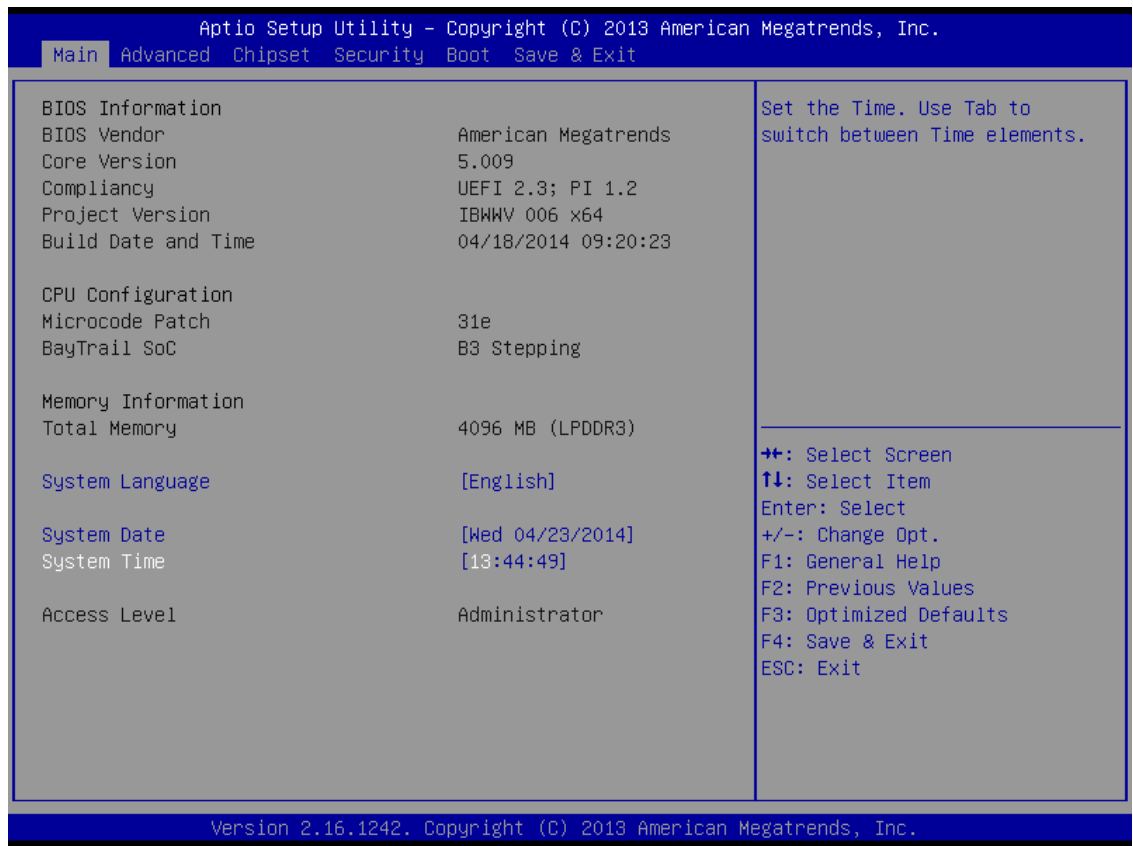 Aptio Setup Utility – Copyright (C) 2013 American Megatrends, Inc.
Main Advanced Chipset Security Boot Save & Exit
BIOS Information
BIOS Vendor American Megatrends
Core Version 5.009
Compliancy UEFI 2.3; PI 1.2
Project Version IBWWV 006 x64
Build Date and Time 04/18/2014 09:20:23
CPU Configuration
Microcode Patch 31e
BayTrail SoC B3 Stepping
Memory Information
Total Memory 4096 MB (LPDDR3)
System Language [English]
System Date [Wed 04/23/2014]
System Time [13:44:49]
Access Level Administrator
Set the Time. Use Tab to
switch between Time elements.
→←: Select Screen
↑↓: Select Item
Enter: Select
+/-: Change Opt.
F1: General Help
F2: Previous Values
F3: Optimized Defaults
F4: Save & Exit
ESC: Exit
Version 2.16.1242. Copyright (C) 2013 American Megatrends, Inc.